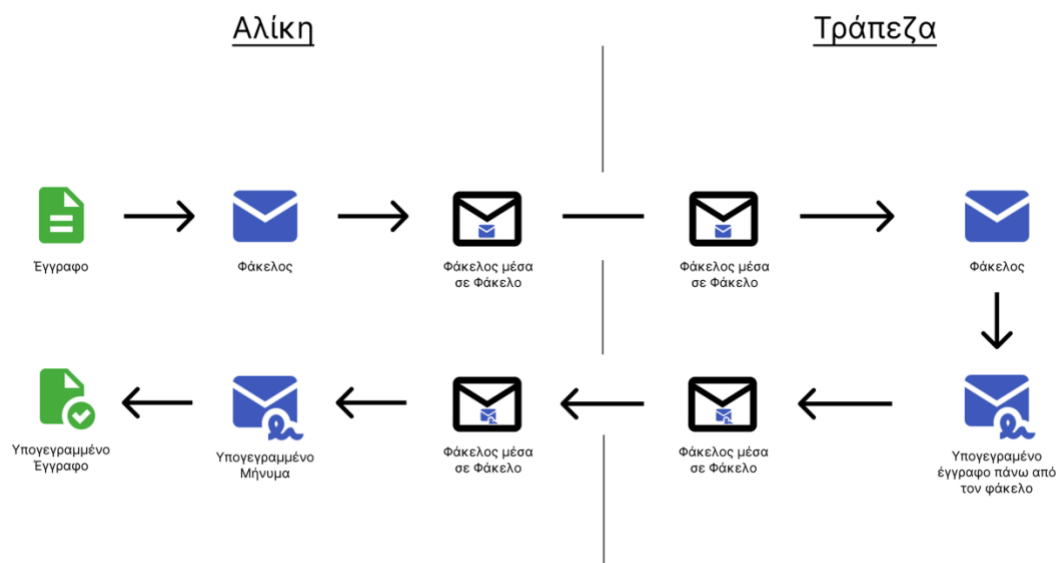 Αλίκη
Τράπεζα
Έγγραφο
Φάκελος
Φάκελος μέσα
σε Φάκελο
Φάκελος μέσα
σε Φάκελο
Φάκελος
Υπογεγραμμένο
Έγγραφο
Υπογεγραμμένο
Μήνυμα
Φάκελος μέσα
σε Φάκελο
Φάκελος μέσα
σε Φάκελο
Υπογεγραμένο
έγγραφο πάνω από
τον φάκελο